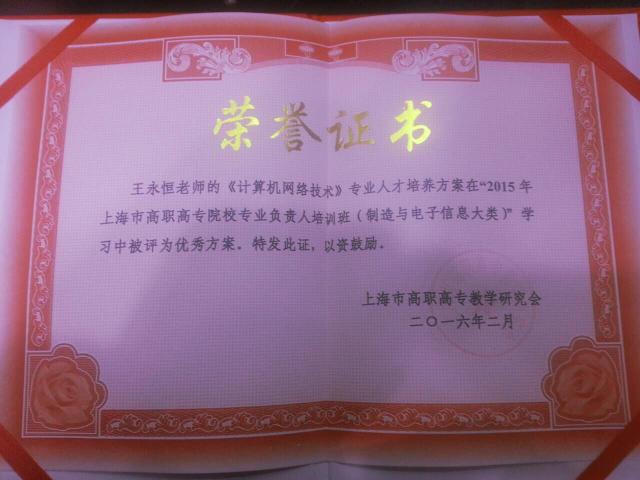 荣誉证书
王永恒老师的《计算机网络技术》专业人才培养方案在“2015年
上海市高职高专院校专业负责人培训班（制造与电子信息大类）”学
习中被评为优秀方案。特发此证，以资鼓励。
上海市高职高专教学研究会
二〇一六年二月